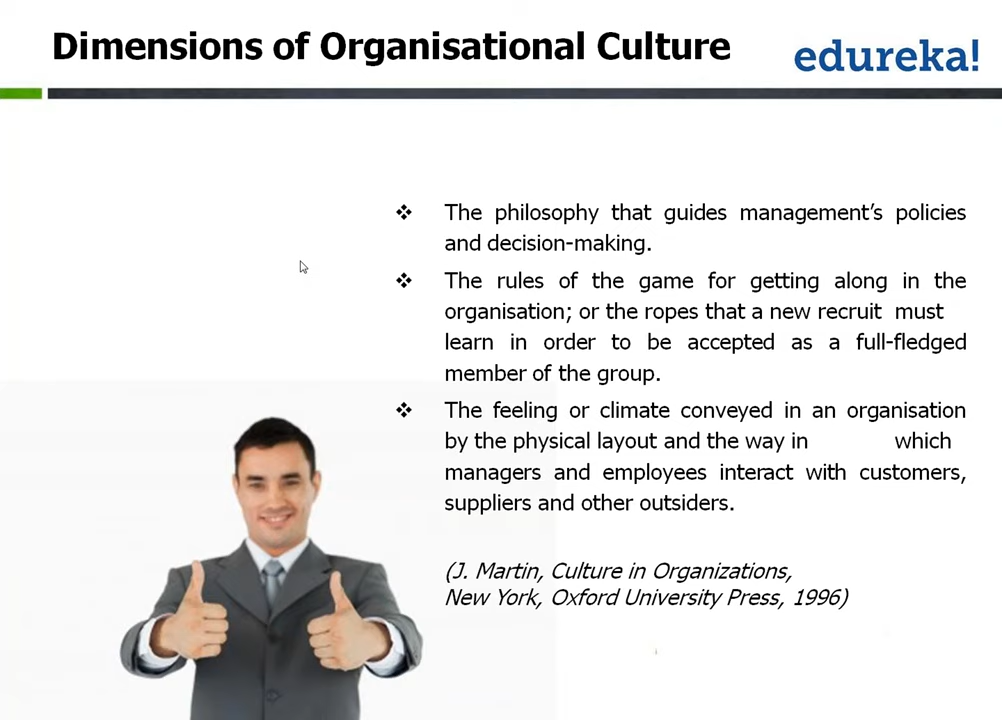 Dimensions of Organisational Culture
edureka!
❖ The philosophy that guides management's policies
and decision-making.
❖ The rules of the game for getting along in the
organisation; or the ropes that a new recruit must
learn in order to be accepted as a full-fledged
member of the group.
❖ The feeling or climate conveyed in an organisation
by the physical layout and the way in which
managers and employees interact with customers,
suppliers and other outsiders.
(J. Martin, Culture in Organizations,
New York, Oxford University Press, 1996)